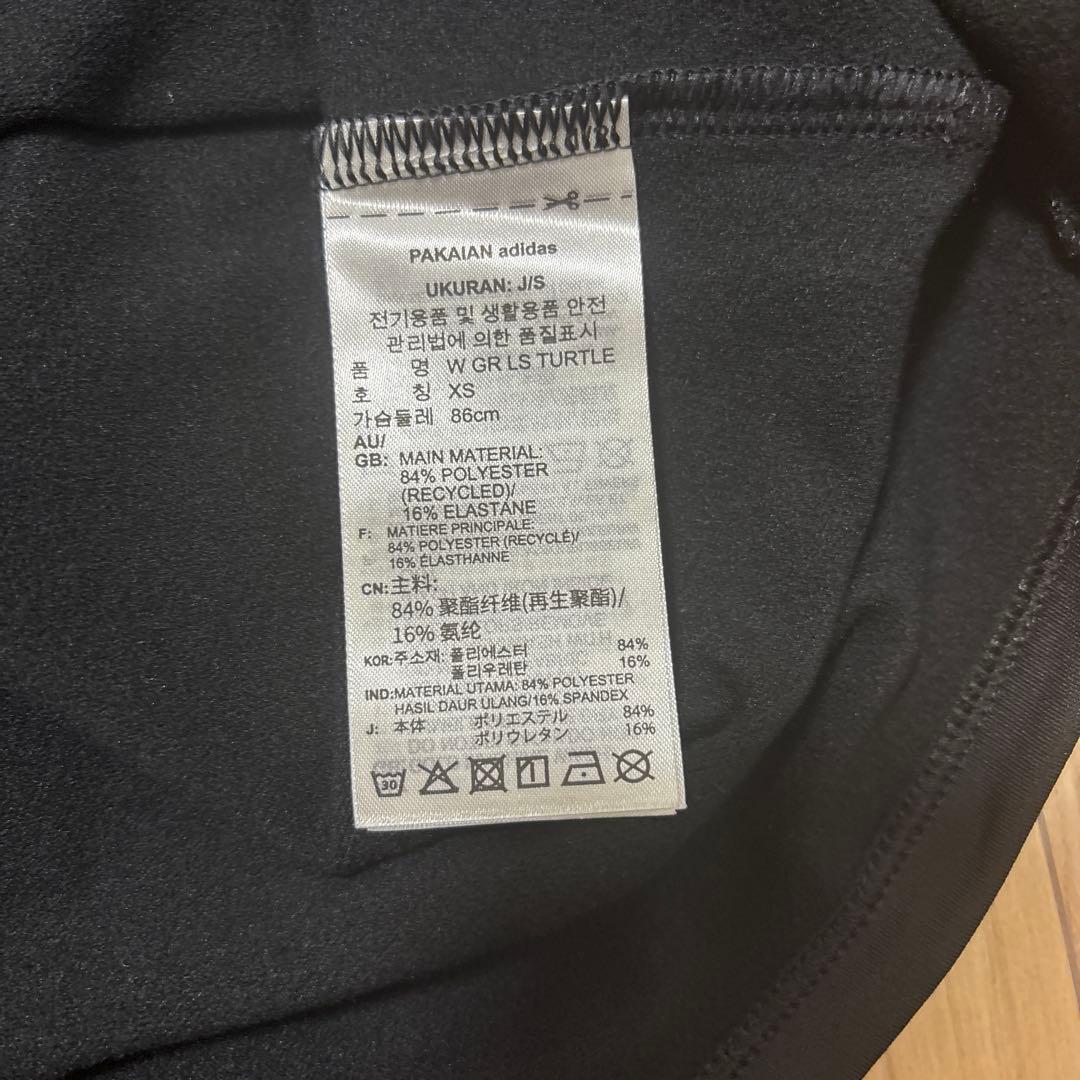 PAKAIAN adidas
UKURAN: J/S
전기용품 및 생활용품 안전
관리법에 의한 품질표시
품 명 W GR LS TURTLE
호 칭 XS
가슴둘레 86cm
AU/
GB: MAIN MATERIAL:
84% POLYESTER
(RECYCLED)/
16% ELASTANE
F: MATIERE PRINCIPALE:
84% POLYESTER (RECYCLÉ)/
16% ÉLASTHANNE
CN:主料:
84% 聚酯纤维(再生聚酯)/
16% 氨纶
KOR:주소재: 폴리에스터 84%
폴리우레탄 16%
IND:MATERIAL UTAMA: 84% POLYESTER
HASIL DAUR ULANG/16% SPANDEX
J: 本体 ポリエステル 84%
ポリウレタン 16%
30